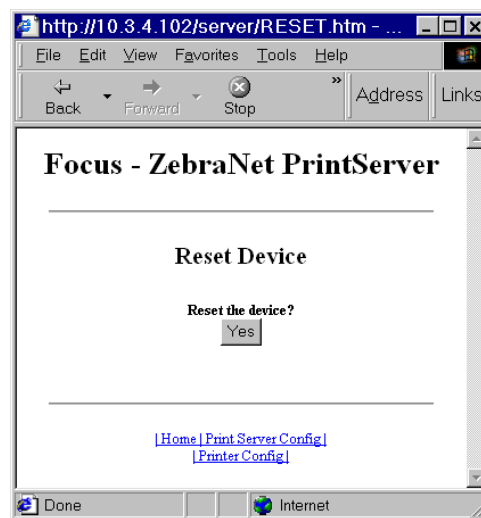 http://10.3.4.102/server/RESET.htm - ...
File Edit View Favorites Tools Help
Back Forward Stop » Address Links
Focus - ZebraNet PrintServer
Reset Device
Reset the device?
Yes
| Home | Print Server Config |
| Printer Config |
Done Internet